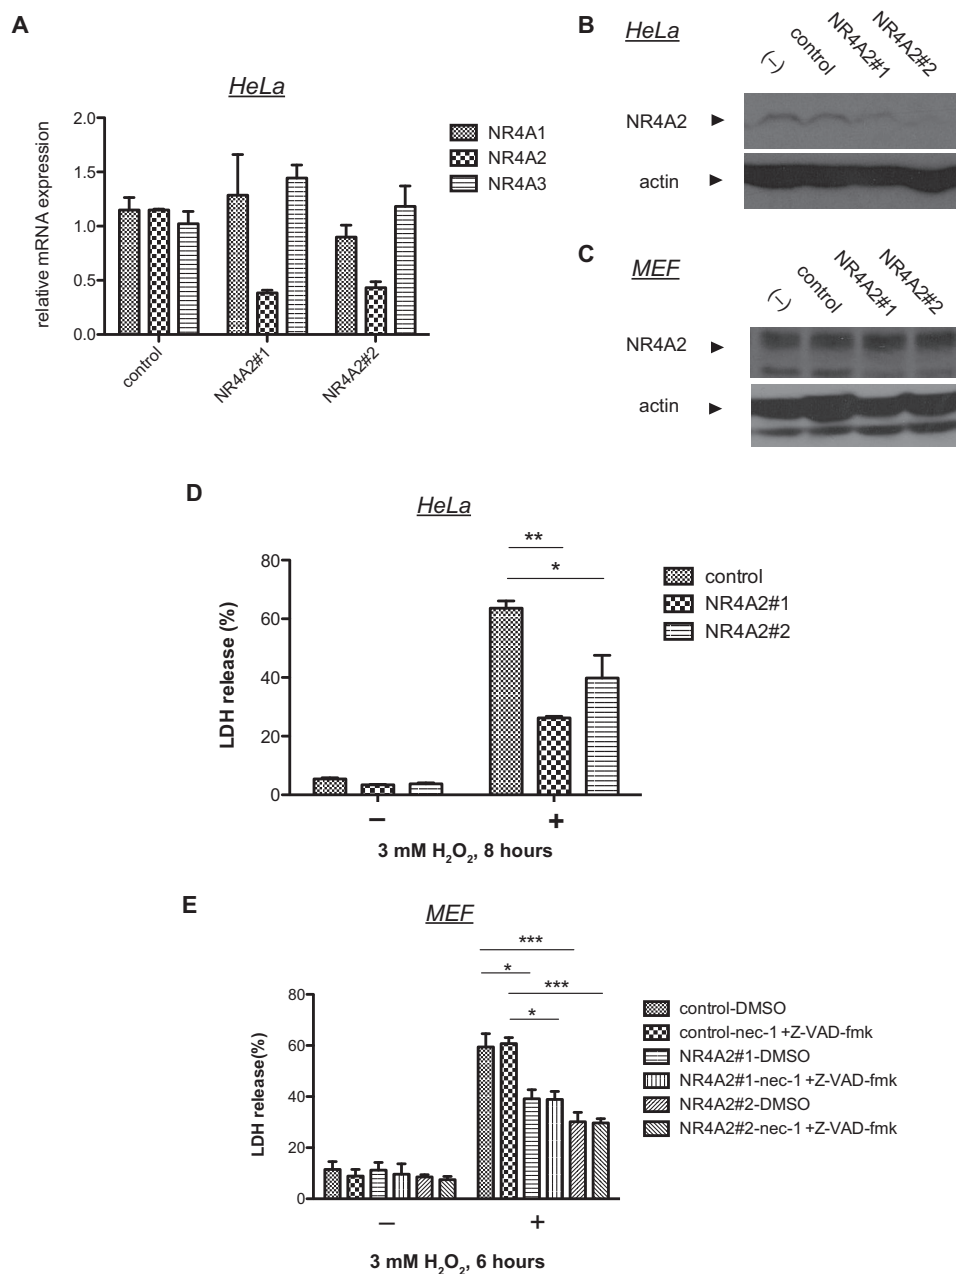 A
HeLa
relative mRNA expression
2.0
1.5
1.0
0.5
0.0
control
NR4A2#1
NR4A2#2
NR4A1
NR4A2
NR4A3
B
HeLa
(–)
control
NR4A2#1
NR4A2#2
NR4A2
actin
C
MEF
(–)
control
NR4A2#1
NR4A2#2
NR4A2
actin
D
HeLa
LDH release (%)
80
60
40
20
0
**
*
–
+
3 mM H₂O₂, 8 hours
control
NR4A2#1
NR4A2#2
E
MEF
LDH release(%)
80
60
40
20
0
***
*
***
*
–
+
3 mM H₂O₂, 6 hours
control-DMSO
control-nec-1+Z-VAD-fmk
NR4A2#1-DMSO
NR4A2#1-nec-1+Z-VAD-fmk
NR4A2#2-DMSO
NR4A2#2-nec-1+Z-VAD-fmk